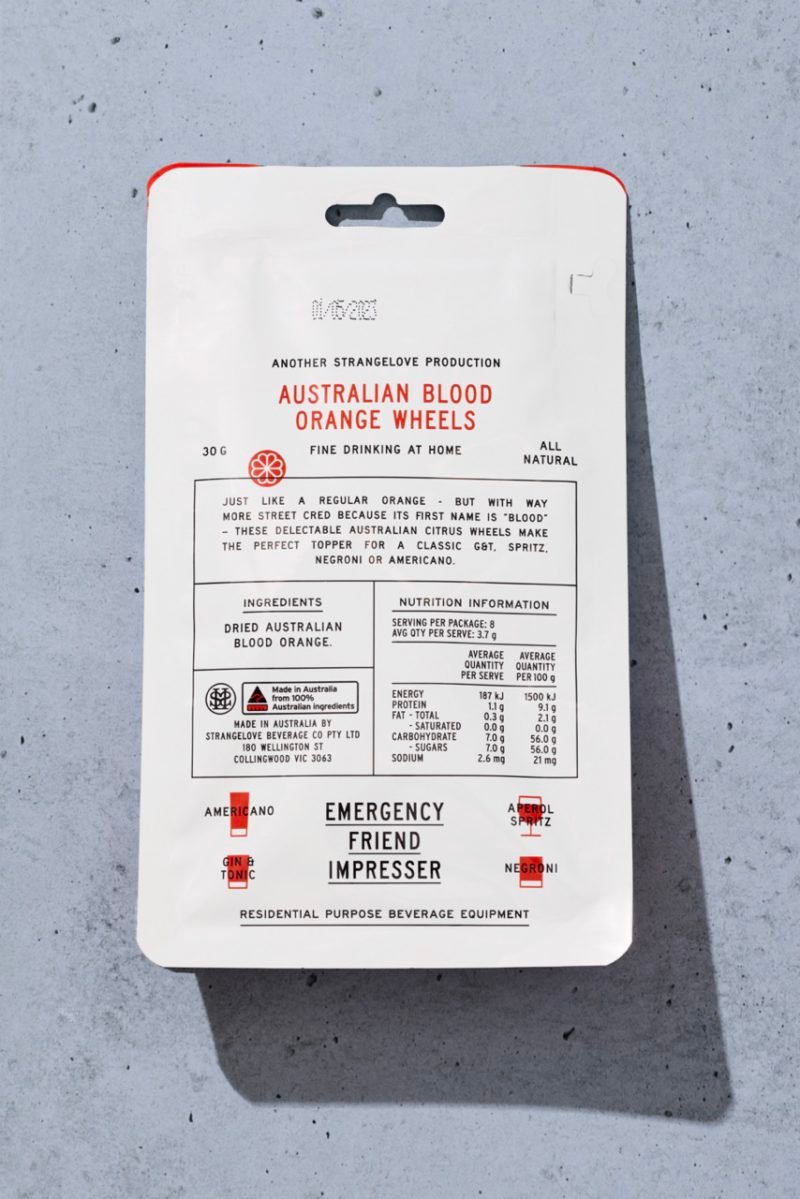 01/05/2023
ANOTHER STRANGELOVE PRODUCTION
AUSTRALIAN BLOOD
ORANGE WHEELS
30 G
FINE DRINKING AT HOME
ALL
NATURAL
JUST LIKE A REGULAR ORANGE - BUT WITH WAY
MORE STREET CRED BECAUSE ITS FIRST NAME IS "BLOOD"
– THESE DELECTABLE AUSTRALIAN CITRUS WHEELS MAKE
THE PERFECT TOPPER FOR A CLASSIC G&T, SPRITZ,
NEGRONI OR AMERICANO.
INGREDIENTS
DRIED AUSTRALIAN
BLOOD ORANGE.
Made in Australia
from 100%
Australian ingredients
MADE IN AUSTRALIA BY
STRANGELOVE BEVERAGE CO PTY LTD
180 WELLINGTON ST
COLLINGWOOD VIC 3063
NUTRITION INFORMATION
SERVING PER PACKAGE: 8
AVG QTY PER SERVE: 3.7 g
AVERAGE AVERAGE
QUANTITY QUANTITY
PER SERVE PER 100 g
ENERGY 187 kJ 1500 kJ
PROTEIN 1.1 g 9.1 g
FAT - TOTAL 0.3 g 2.1 g
- SATURATED 0.0 g 0.0 g
CARBOHYDRATE 7.0 g 56.0 g
- SUGARS 7.0 g 56.0 g
SODIUM 2.6 mg 21 mg
AMERICANO
GIN &
TONIC
EMERGENCY
FRIEND
IMPRESSER
APEROL
SPRITZ
NEGRONI
RESIDENTIAL PURPOSE BEVERAGE EQUIPMENT